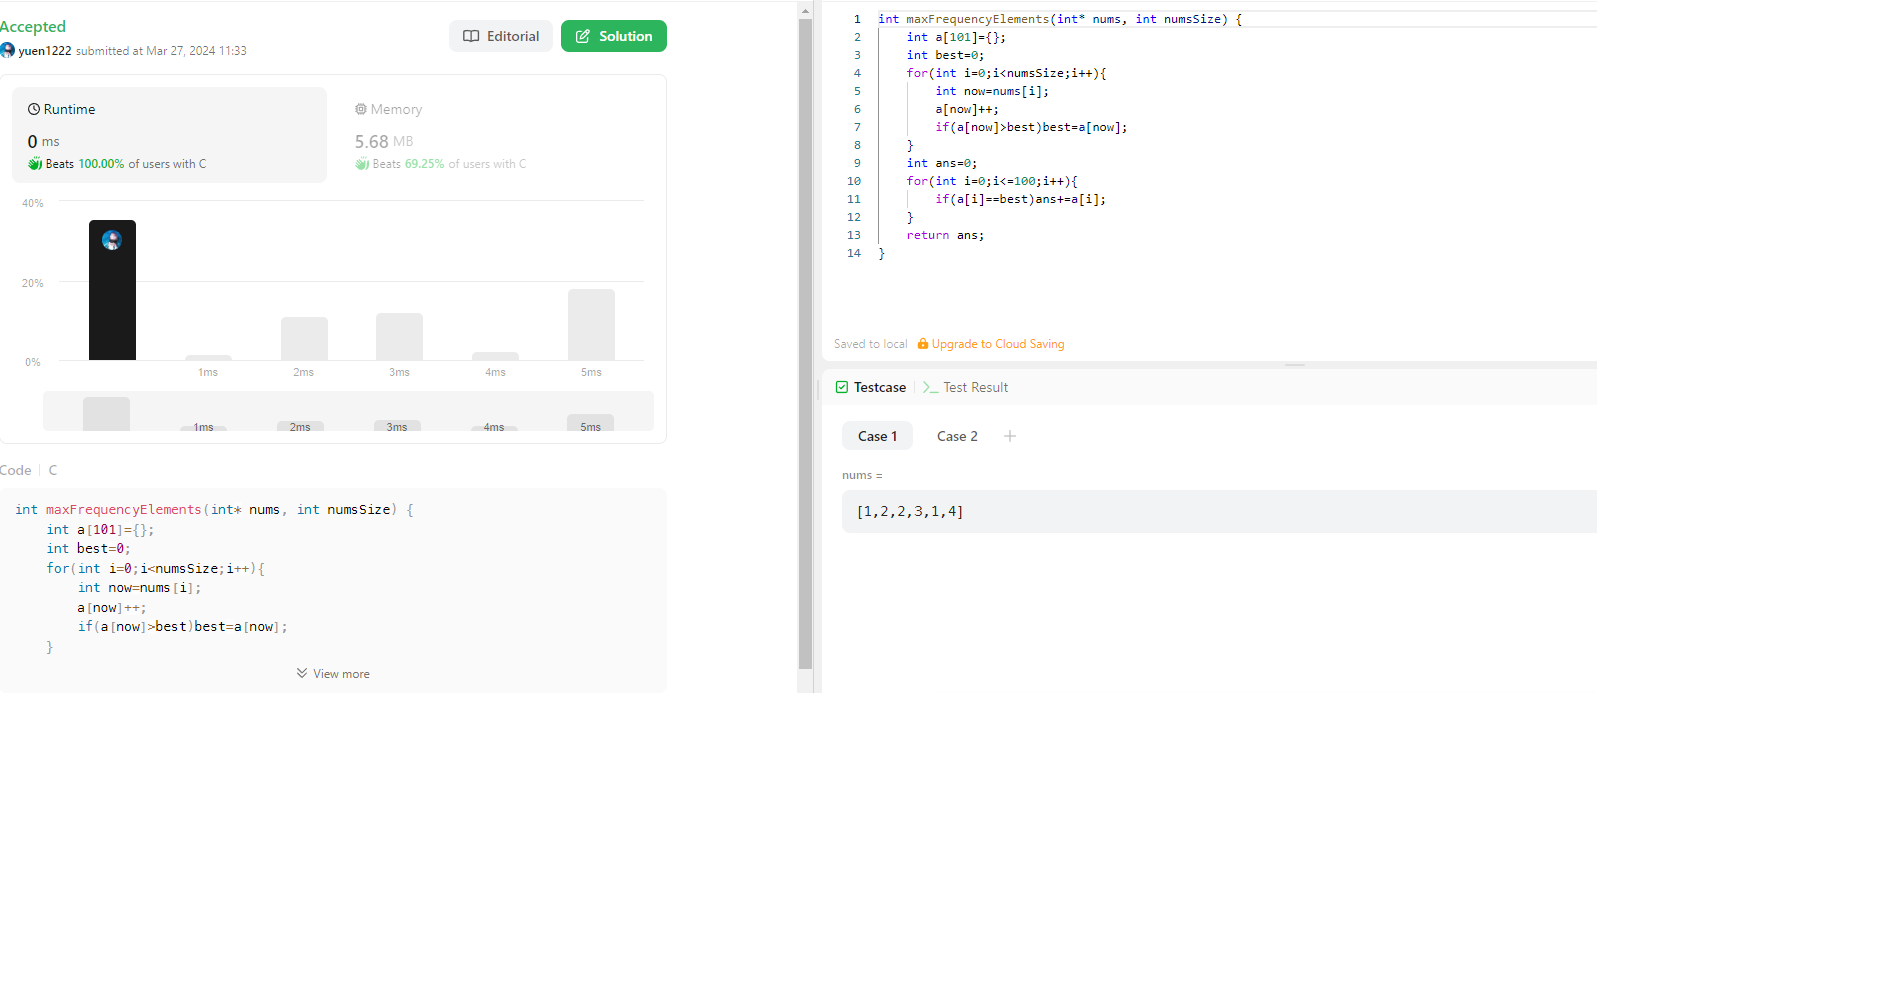 Accepted
yuen1222 submitted at Mar 27, 2024 11:33
Editorial
Solution
Runtime
0 ms
Beats 100.00% of users with C
Memory
5.68 MB
Beats 69.25% of users with C
40%
20%
0%
1ms 2ms 3ms 4ms 5ms
1ms 2ms 3ms 4ms 5ms
Code C
int maxFrequencyElements(int* nums, int numsSize) {
    int a[101]={};
    int best=0;
    for(int i=0;i<numsSize;i++){
        int now=nums[i];
        a[now]++;
        if(a[now]>best)best=a[now];
    }
View more
1 int maxFrequencyElements(int* nums, int numsSize) {
2     int a[101]={};
3     int best=0;
4     for(int i=0;i<numsSize;i++){
5         int now=nums[i];
6         a[now]++;
7         if(a[now]>best)best=a[now];
8     }
9     int ans=0;
10     for(int i=0;i<=100;i++){
11         if(a[i]==best)ans+=a[i];
12     }
13     return ans;
14 }
Saved to local Upgrade to Cloud Saving
Testcase >_ Test Result
Case 1 Case 2 +
nums =
[1,2,2,3,1,4]